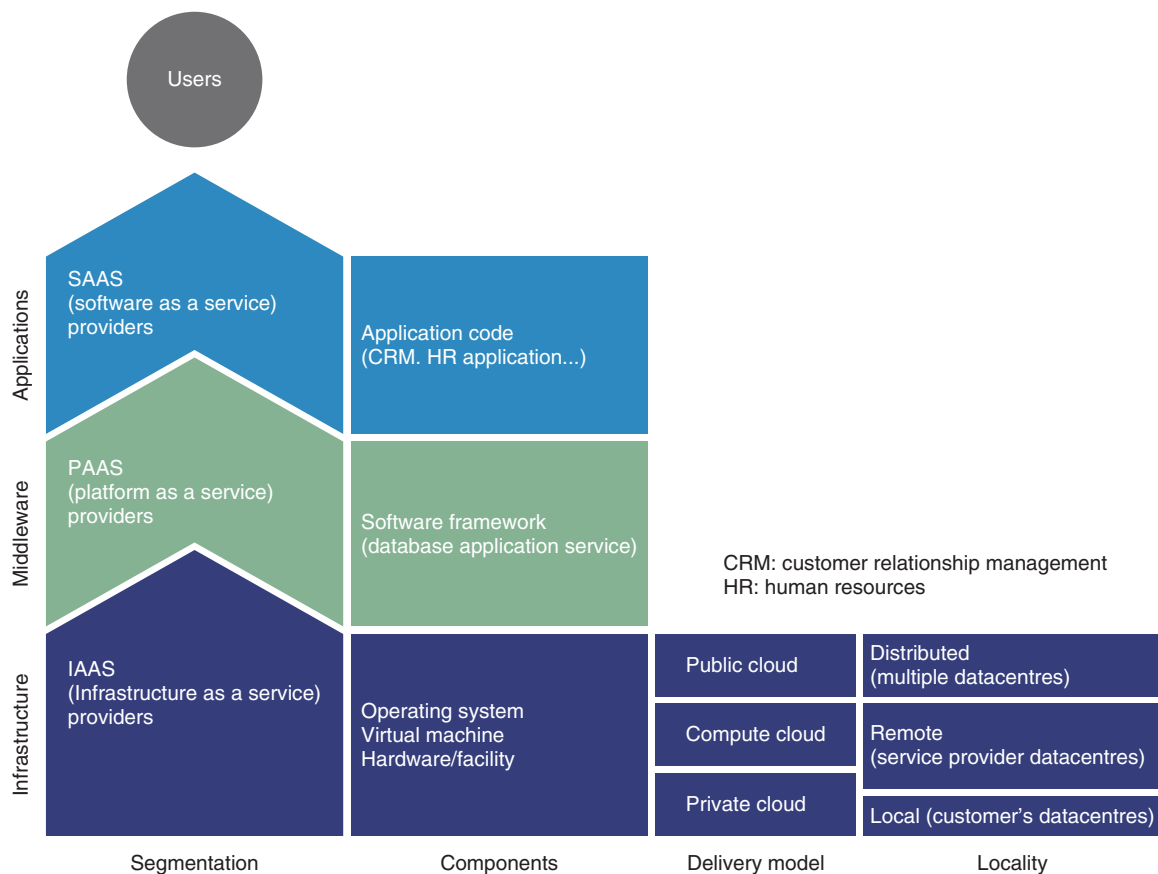 Users
Applications
SAAS
(software as a service)
providers
Application code
(CRM. HR application...)
Middleware
PAAS
(platform as a service)
providers
Software framework
(database application service)
CRM: customer relationship management
HR: human resources
Infrastructure
IAAS
(Infrastructure as a service)
providers
Operating system
Virtual machine
Hardware/facility
Public cloud
Compute cloud
Private cloud
Distributed
(multiple datacentres)
Remote
(service provider datacentres)
Local (customer’s datacentres)
Segmentation
Components
Delivery model
Locality